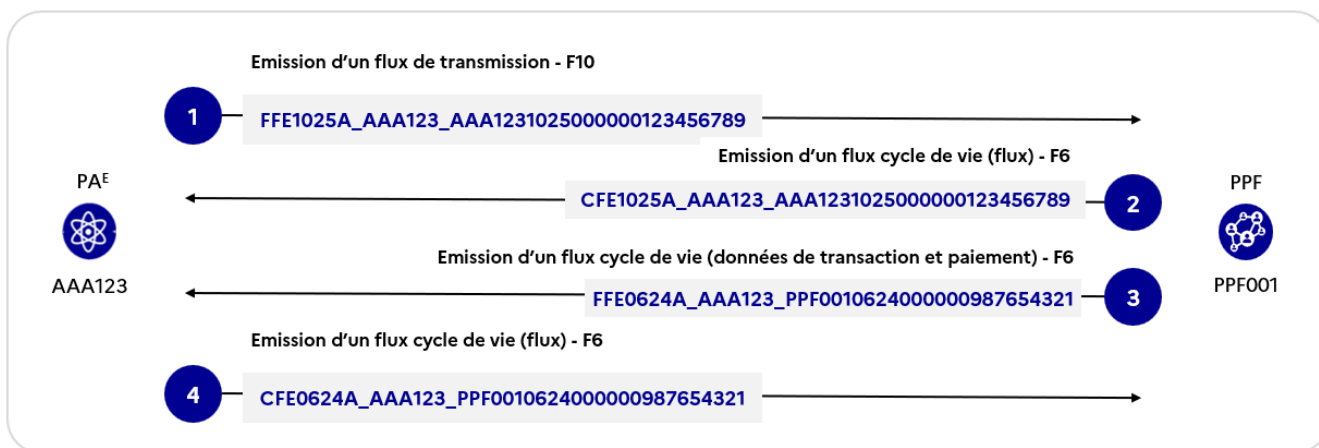 Emission d'un flux de transmission - F10
1
FFE1025A_AAA123_AAA1231025000000123456789
Emission d'un flux cycle de vie (flux) - F6
PAᴱ
CFE1025A_AAA123_AAA1231025000000123456789
2
PPF
Emission d'un flux cycle de vie (données de transaction et paiement) - F6
AAA123
FFE0624A_AAA123_PPF0010624000000987654321
3
PPF001
Emission d'un flux cycle de vie (flux) - F6
4
CFE0624A_AAA123_PPF0010624000000987654321